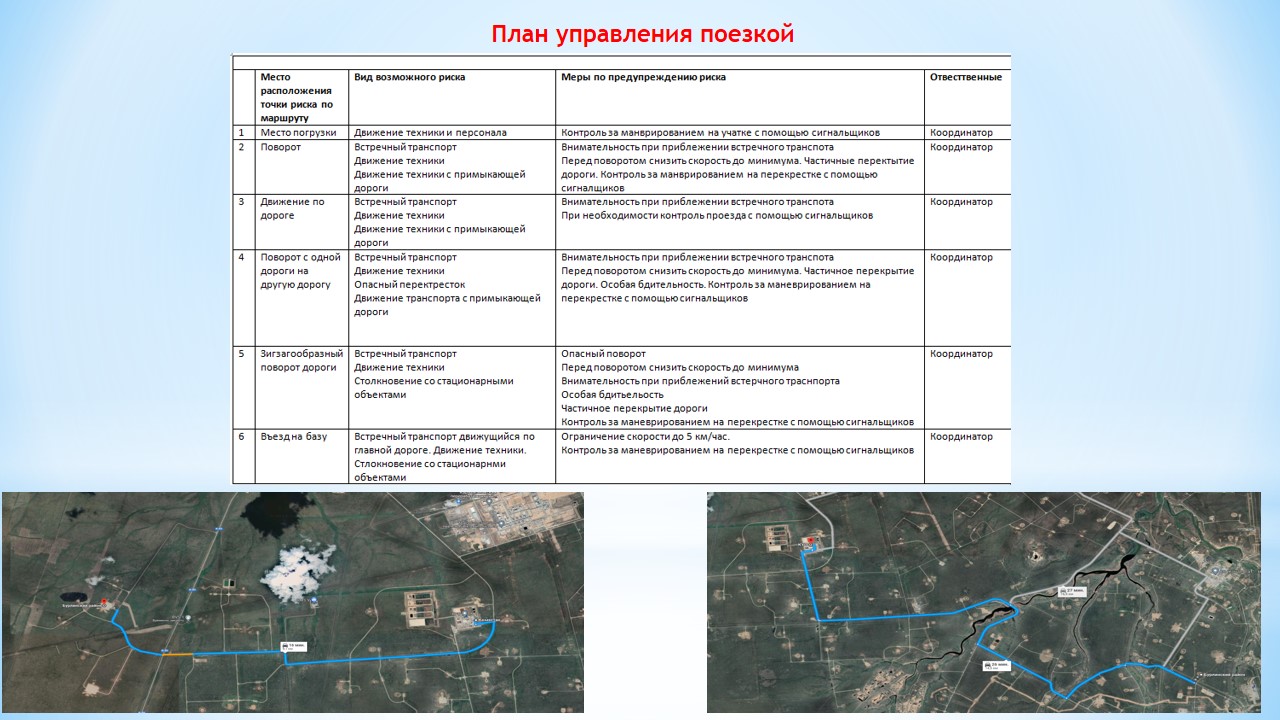 План управления поездкой
Место
расположения
точки риска по
маршруту
Вид возможного риска
Меры по предупреждению риска
Отвесттвенные
1
Место погрузки
Движение техники и персонала
Контроль за манврированием на учатке с помощью сигнальщиков
Координатор
2
Поворот
Встречный транспорт
Движение техники
Движение техники с примыкающей
дороги
Внимательность при приближении встречного транспота
Перед поворотом снизить скорость до минимума. Частичные перектытие
дороги. Контроль за манврированием на перекрестке с помощью
сигналщиков
Координатор
3
Движение по
дороге
Встречный транспорт
Движение техники
Движение техники с примыкающей
дороги
Внимательность при приближении встречного транспота
При необходимости контроль проезда с помощью сигнальщиков
Координатор
4
Поворот с одной
дороги на
другую дорогу
Встречный транспорт
Движение техники
Опасный перектресток
Движение транспорта с примыкающей
дороги
Внимательность при приближении встречного транспота
Перед поворотом снизить скорость до минимума. Частичное перекрытие
дороги. Особая бдительность. Контроль за маневрированием на
перекрестке с помощью сигнальщиков
Координатор
5
Зигзагообразный
поворот дороги
Встречный транспорт
Движение техники
Столкновение со стационарными
объектами
Опасный поворот
Перед поворотом снизить скорость до минимума
Внимательность при приближений встерчного траснпорта
Особая бдитьельость
Частичное перекрытие дороги
Контроль за маневрированием на перекрестке с помощью сигнальщиков
Координатор
6
Въезд на базу
Встречный транспорт движущийся по
главной дороге. Движение техники.
Стлокновение со стационарнми
объектами
Ограничение скорости до 5 км/час.
Контроль за маневрированием на перекрестке с помощью сигнальщиков
Координатор
27 мин.